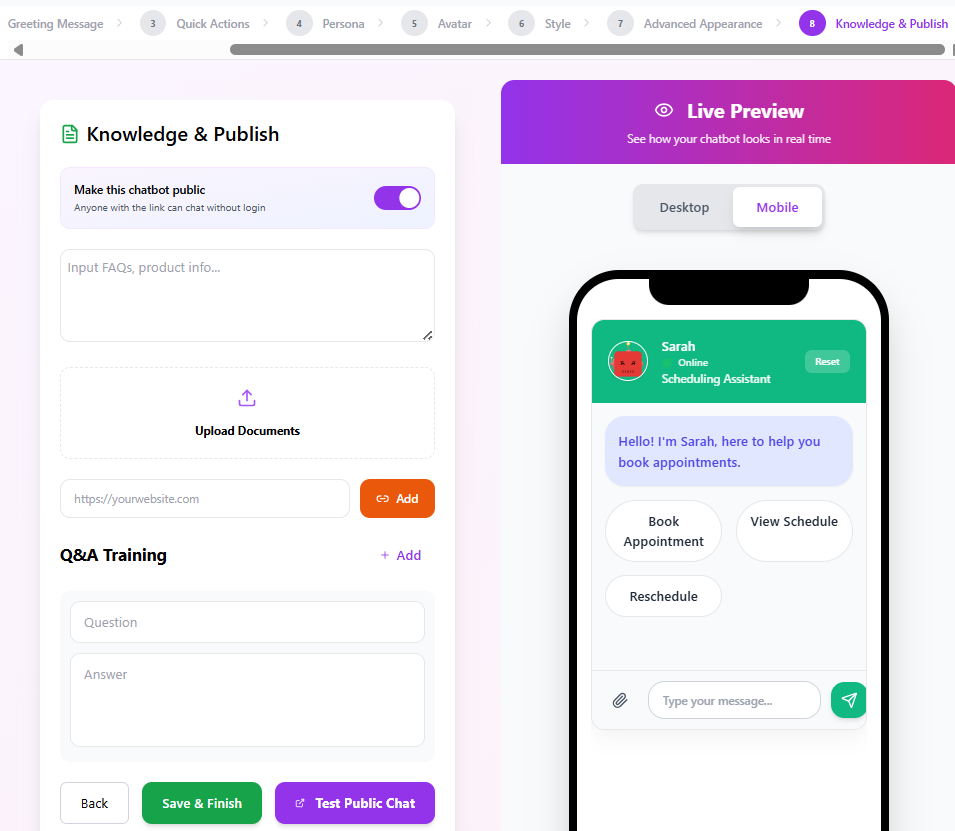 Greeting Message
3 Quick Actions
4 Persona
5 Avatar
6 Style
7 Advanced Appearance
8 Knowledge & Publish
Knowledge & Publish
Make this chatbot public
Anyone with the link can chat without login
Input FAQs, product info...
Upload Documents
https://yourwebsite.com
Add
Q&A Training
+ Add
Question
Answer
Back
Save & Finish
Test Public Chat
Live Preview
See how your chatbot looks in real time
Desktop
Mobile
Sarah
Online
Scheduling Assistant
Reset
Hello! I'm Sarah, here to help you
book appointments.
Book
Appointment
View Schedule
Reschedule
Type your message...